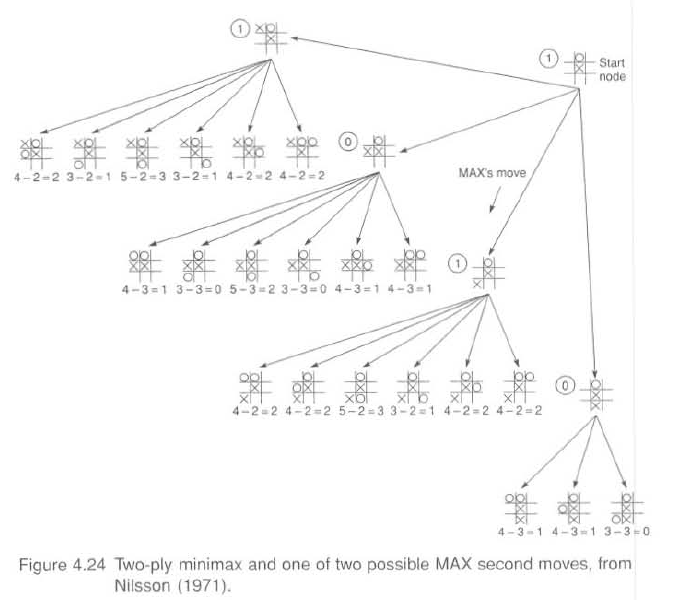 1
1
Start
node
4 – 2 = 2 3 – 2 = 1 5 – 2 = 3 3 – 2 = 1 4 – 2 = 2 4 – 2 = 2
0
MAX's move
1
4 – 3 = 1 3 – 3 = 0 5 – 3 = 2 3 – 3 = 0 4 – 3 = 1 4 – 3 = 1
0
4 – 2 = 2 4 – 2 = 2 5 – 2 = 3 3 – 2 = 1 4 – 2 = 2 4 – 2 = 2
4 – 3 = 1 4 – 3 = 1 3 – 3 = 0
Figure 4.24 Two-ply minimax and one of two possible MAX second moves, from
Nilsson (1971).